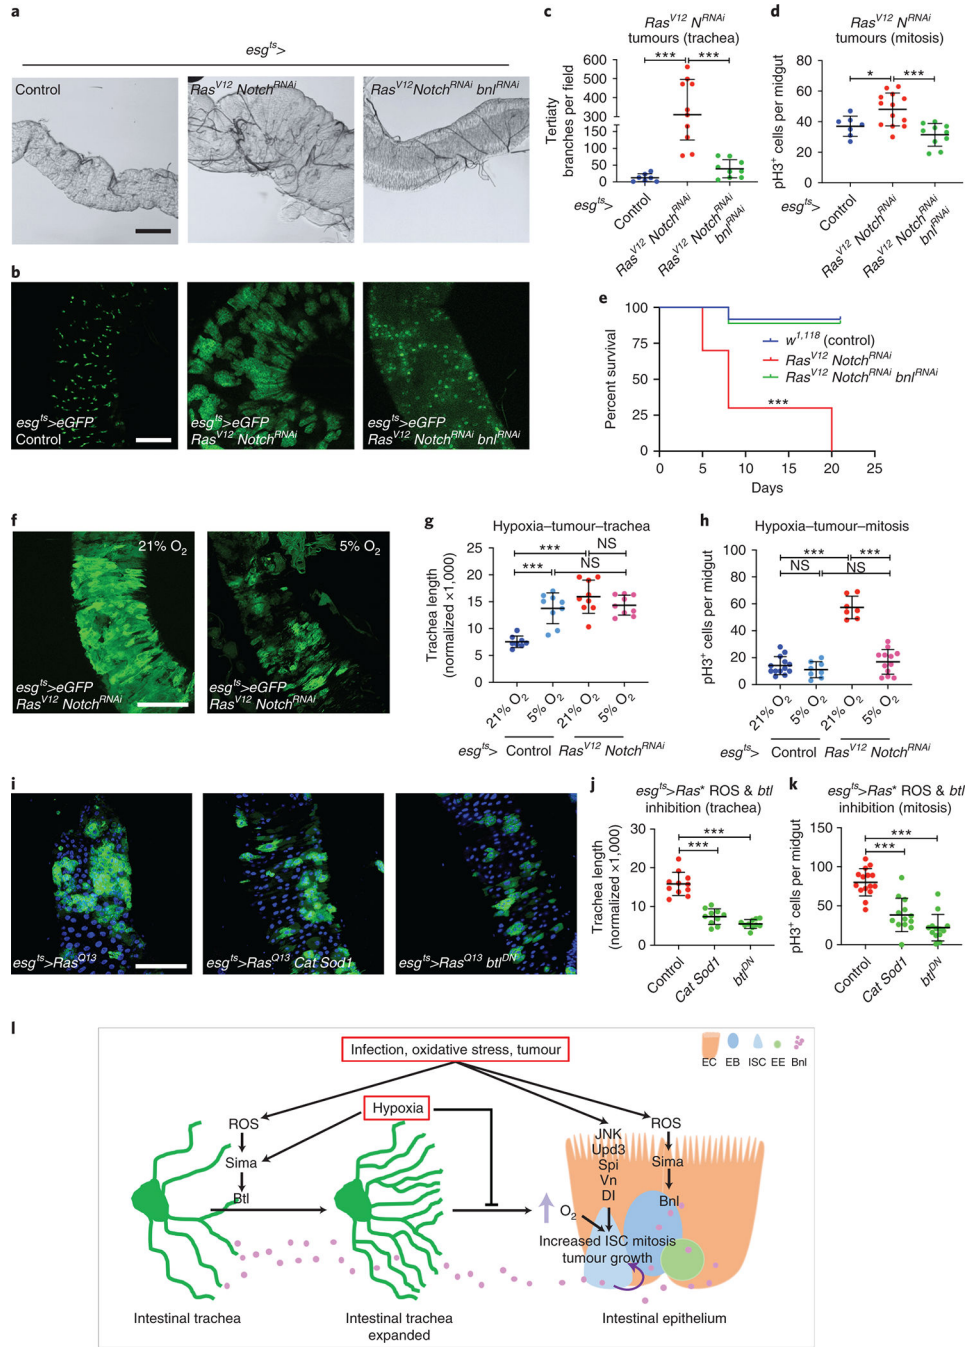 a
esg^ts>
Control
Ras^V12 Notch^RNAi
Ras^V12 Notch^RNAi bnl^RNAi
b
esg^ts>eGFP
Control
esg^ts>eGFP
Ras^V12 Notch^RNAi
esg^ts>eGFP
Ras^V12 Notch^RNAi bnl^RNAi
c
Ras^V12 N^RNAi
tumours (trachea)
***
***
Tertiaty
branches per field
600
500
400
300
200
150
100
50
0
esg^ts>
Control
Ras^V12 Notch^RNAi
Ras^V12 Notch^RNAi
bnl^RNAi
d
Ras^V12 N^RNAi
tumours (mitosis)
*
***
pH3+ cells per midgut
80
60
40
20
0
esg^ts>
Control
Ras^V12 Notch^RNAi
Ras^V12 Notch^RNAi
bnl^RNAi
e
Percent survival
100
75
50
25
0
w^1,118 (control)
Ras^V12 Notch^RNAi
Ras^V12 Notch^RNAi bnl^RNAi
***
0 5 10 15 20 25
Days
f
21% O2
esg^ts>eGFP
Ras^V12 Notch^RNAi
5% O2
esg^ts>eGFP
Ras^V12 Notch^RNAi
g
Hypoxia–tumour–trachea
*** NS
*** NS
Trachea length
(normalized ×1,000)
25
20
15
10
5
0
21% O2
5% O2
21% O2
5% O2
esg^ts> Control Ras^V12 Notch^RNAi
h
Hypoxia–tumour–mitosis
*** ***
NS NS
pH3+ cells per midgut
100
80
60
40
20
0
21% O2
5% O2
21% O2
5% O2
esg^ts> Control Ras^V12 Notch^RNAi
i
esg^ts>Ras^Q13
esg^ts>Ras^Q13 Cat Sod1
esg^ts>Ras^Q13 btl^DN
j
esg^ts>Ras* ROS & btl
inhibition (trachea)
***
***
Trachea length
(normalized ×1,000)
30
20
10
0
Control
Cat Sod1
btl^DN
k
esg^ts>Ras* ROS & btl
inhibition (mitosis)
***
***
pH3+ cells per midgut
150
100
50
0
Control
Cat Sod1
btl^DN
l
Infection, oxidative stress, tumour
EC EB ISC EE Bnl
Hypoxia
ROS
Sima
Btl
JNK
Upd3
Spi
Vn
Dl
ROS
Sima
Bnl
O2
Increased ISC mitosis
tumour growth
Intestinal trachea
Intestinal trachea
expanded
Intestinal epithelium